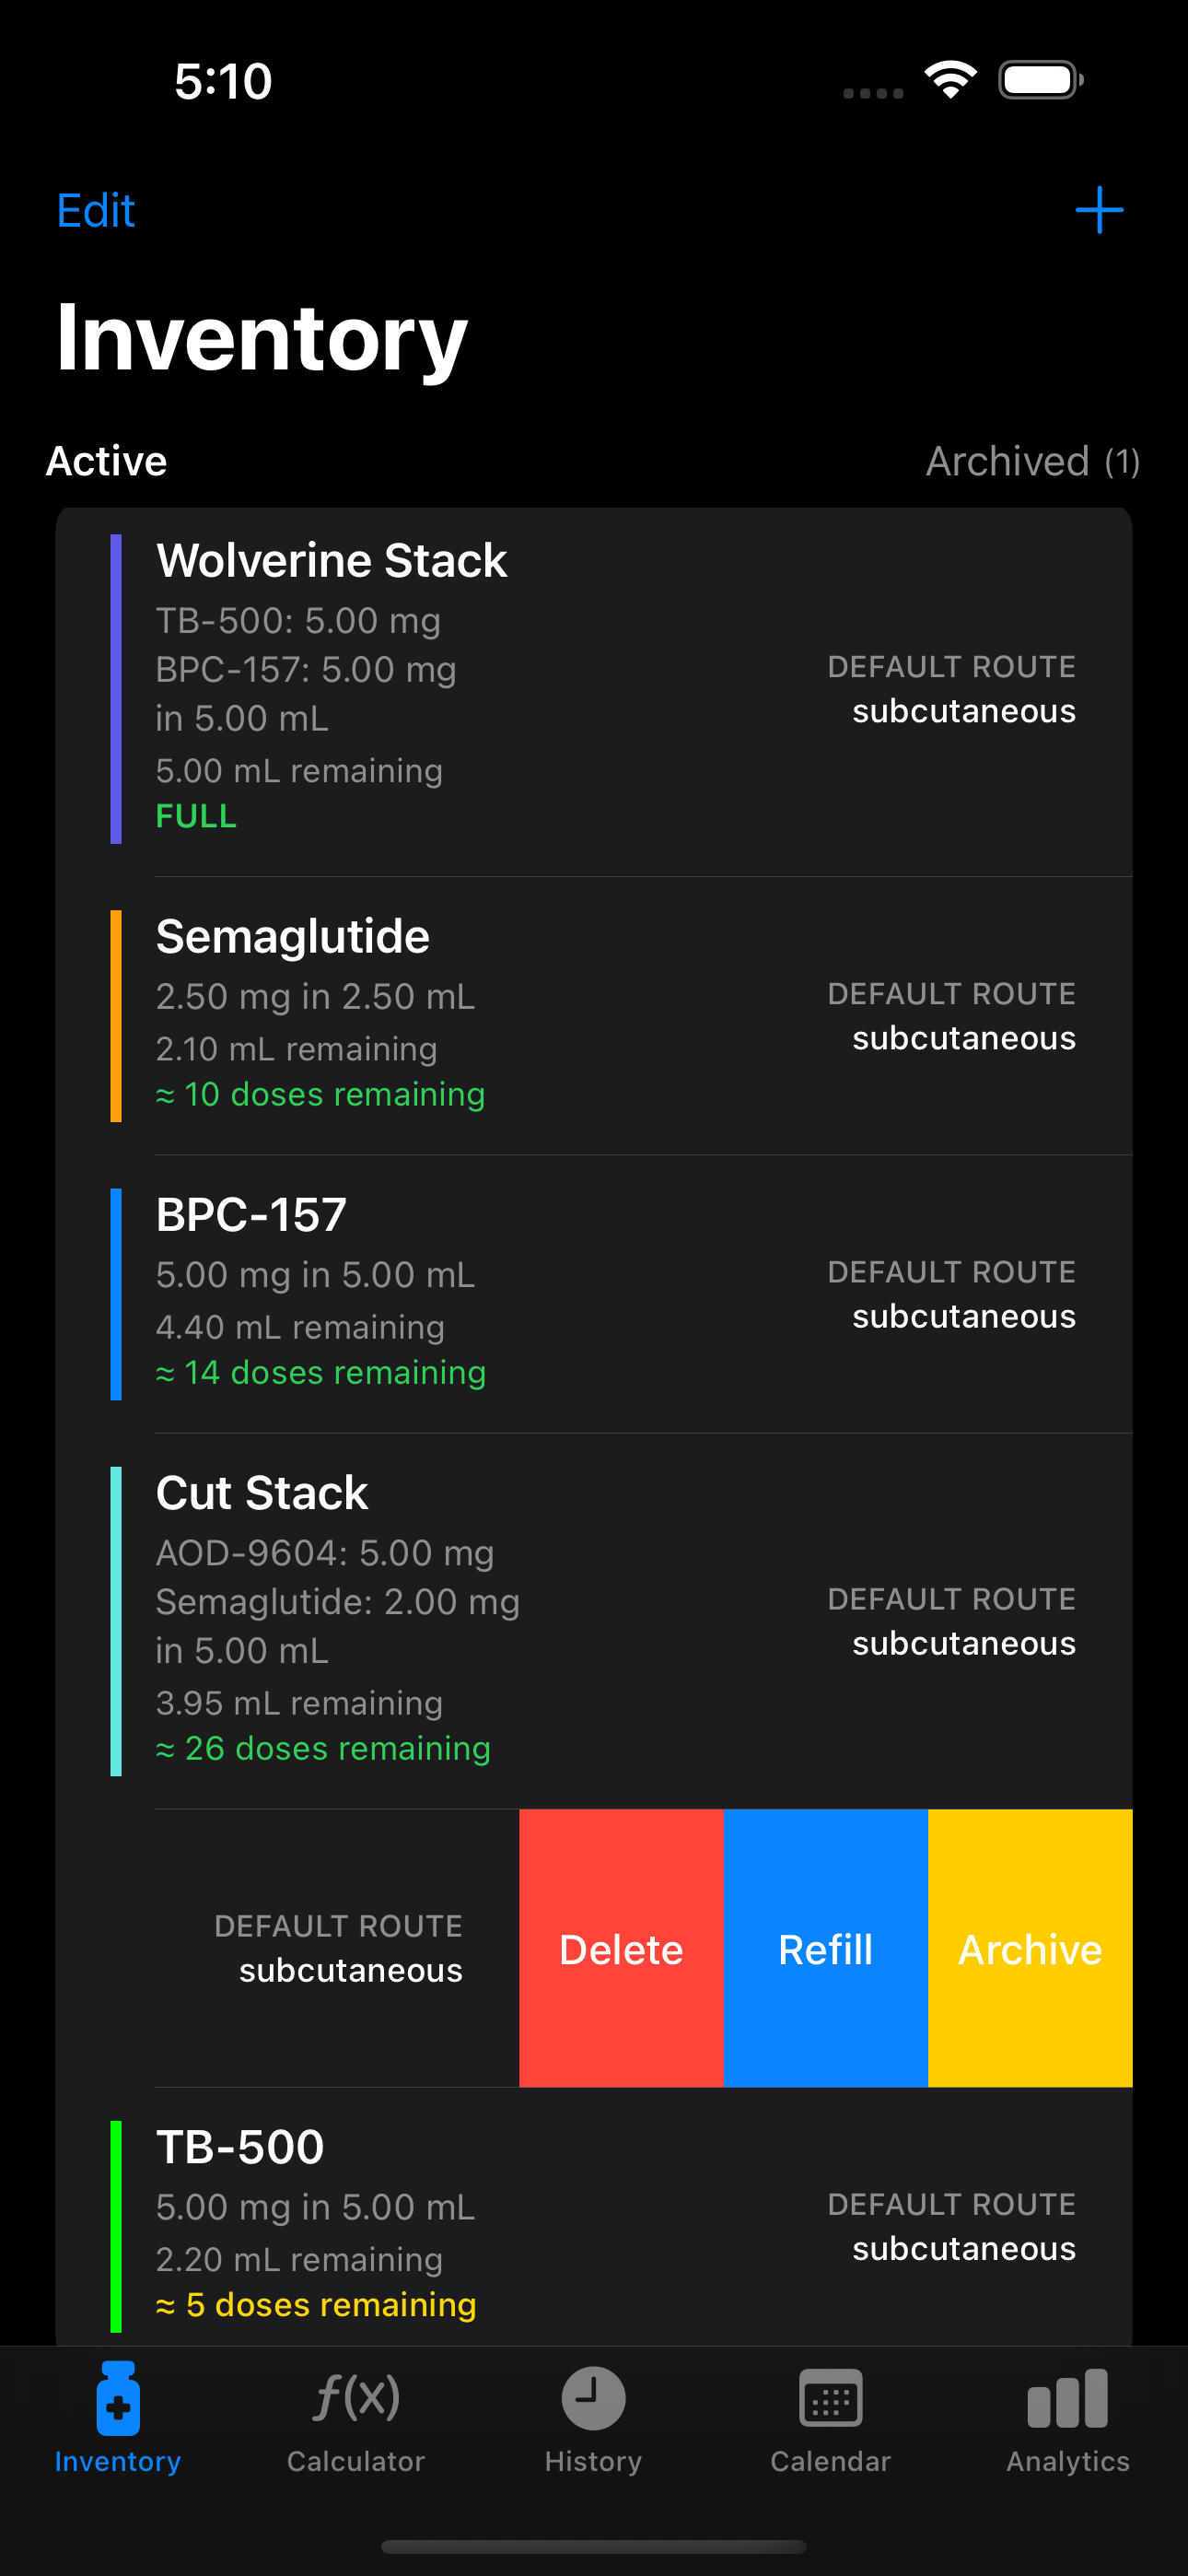 5:10
Edit
Inventory
Active
Archived (1)
Wolverine Stack
TB-500: 5.00 mg
BPC-157: 5.00 mg
in 5.00 mL
5.00 mL remaining
FULL
DEFAULT ROUTE
subcutaneous
Semaglutide
2.50 mg in 2.50 mL
2.10 mL remaining
≈ 10 doses remaining
DEFAULT ROUTE
subcutaneous
BPC-157
5.00 mg in 5.00 mL
4.40 mL remaining
≈ 14 doses remaining
DEFAULT ROUTE
subcutaneous
Cut Stack
AOD-9604: 5.00 mg
Semaglutide: 2.00 mg
in 5.00 mL
3.95 mL remaining
≈ 26 doses remaining
DEFAULT ROUTE
subcutaneous
DEFAULT ROUTE
subcutaneous
Delete
Refill
Archive
TB-500
5.00 mg in 5.00 mL
2.20 mL remaining
≈ 5 doses remaining
DEFAULT ROUTE
subcutaneous
f(x)
Inventory
Calculator
History
Calendar
Analytics